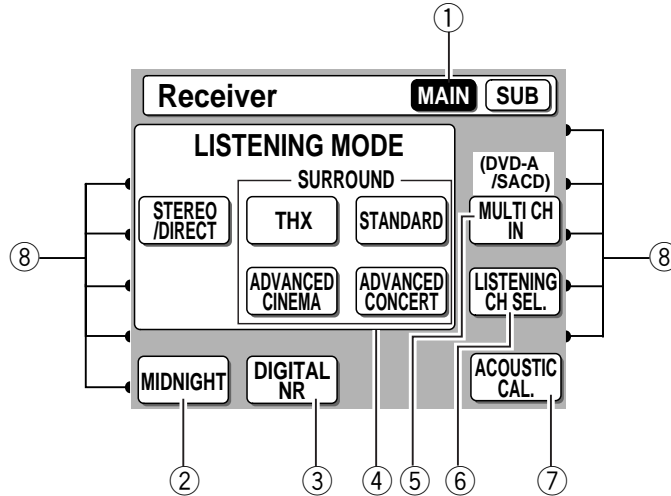 ①
Receiver MAIN SUB
LISTENING MODE
SURROUND
(DVD-A
/SACD)
STEREO
/DIRECT
THX
STANDARD
MULTI CH
IN
⑧
⑧
ADVANCED
CINEMA
ADVANCED
CONCERT
LISTENING
CH SEL.
MIDNIGHT
DIGITAL
NR
ACOUSTIC
CAL.
② ③ ④ ⑤ ⑥ ⑦